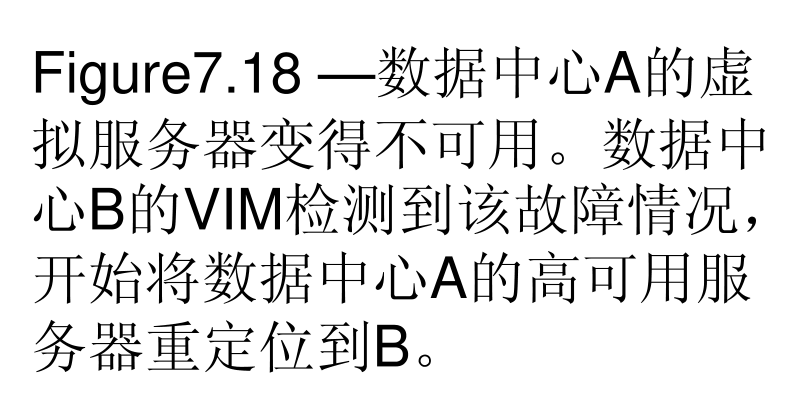 Figure7.18 —数据中心A的虚
拟服务器变得不可用。数据中
心B的VIM检测到该故障情况，
开始将数据中心A的高可用服
务器重定位到B。